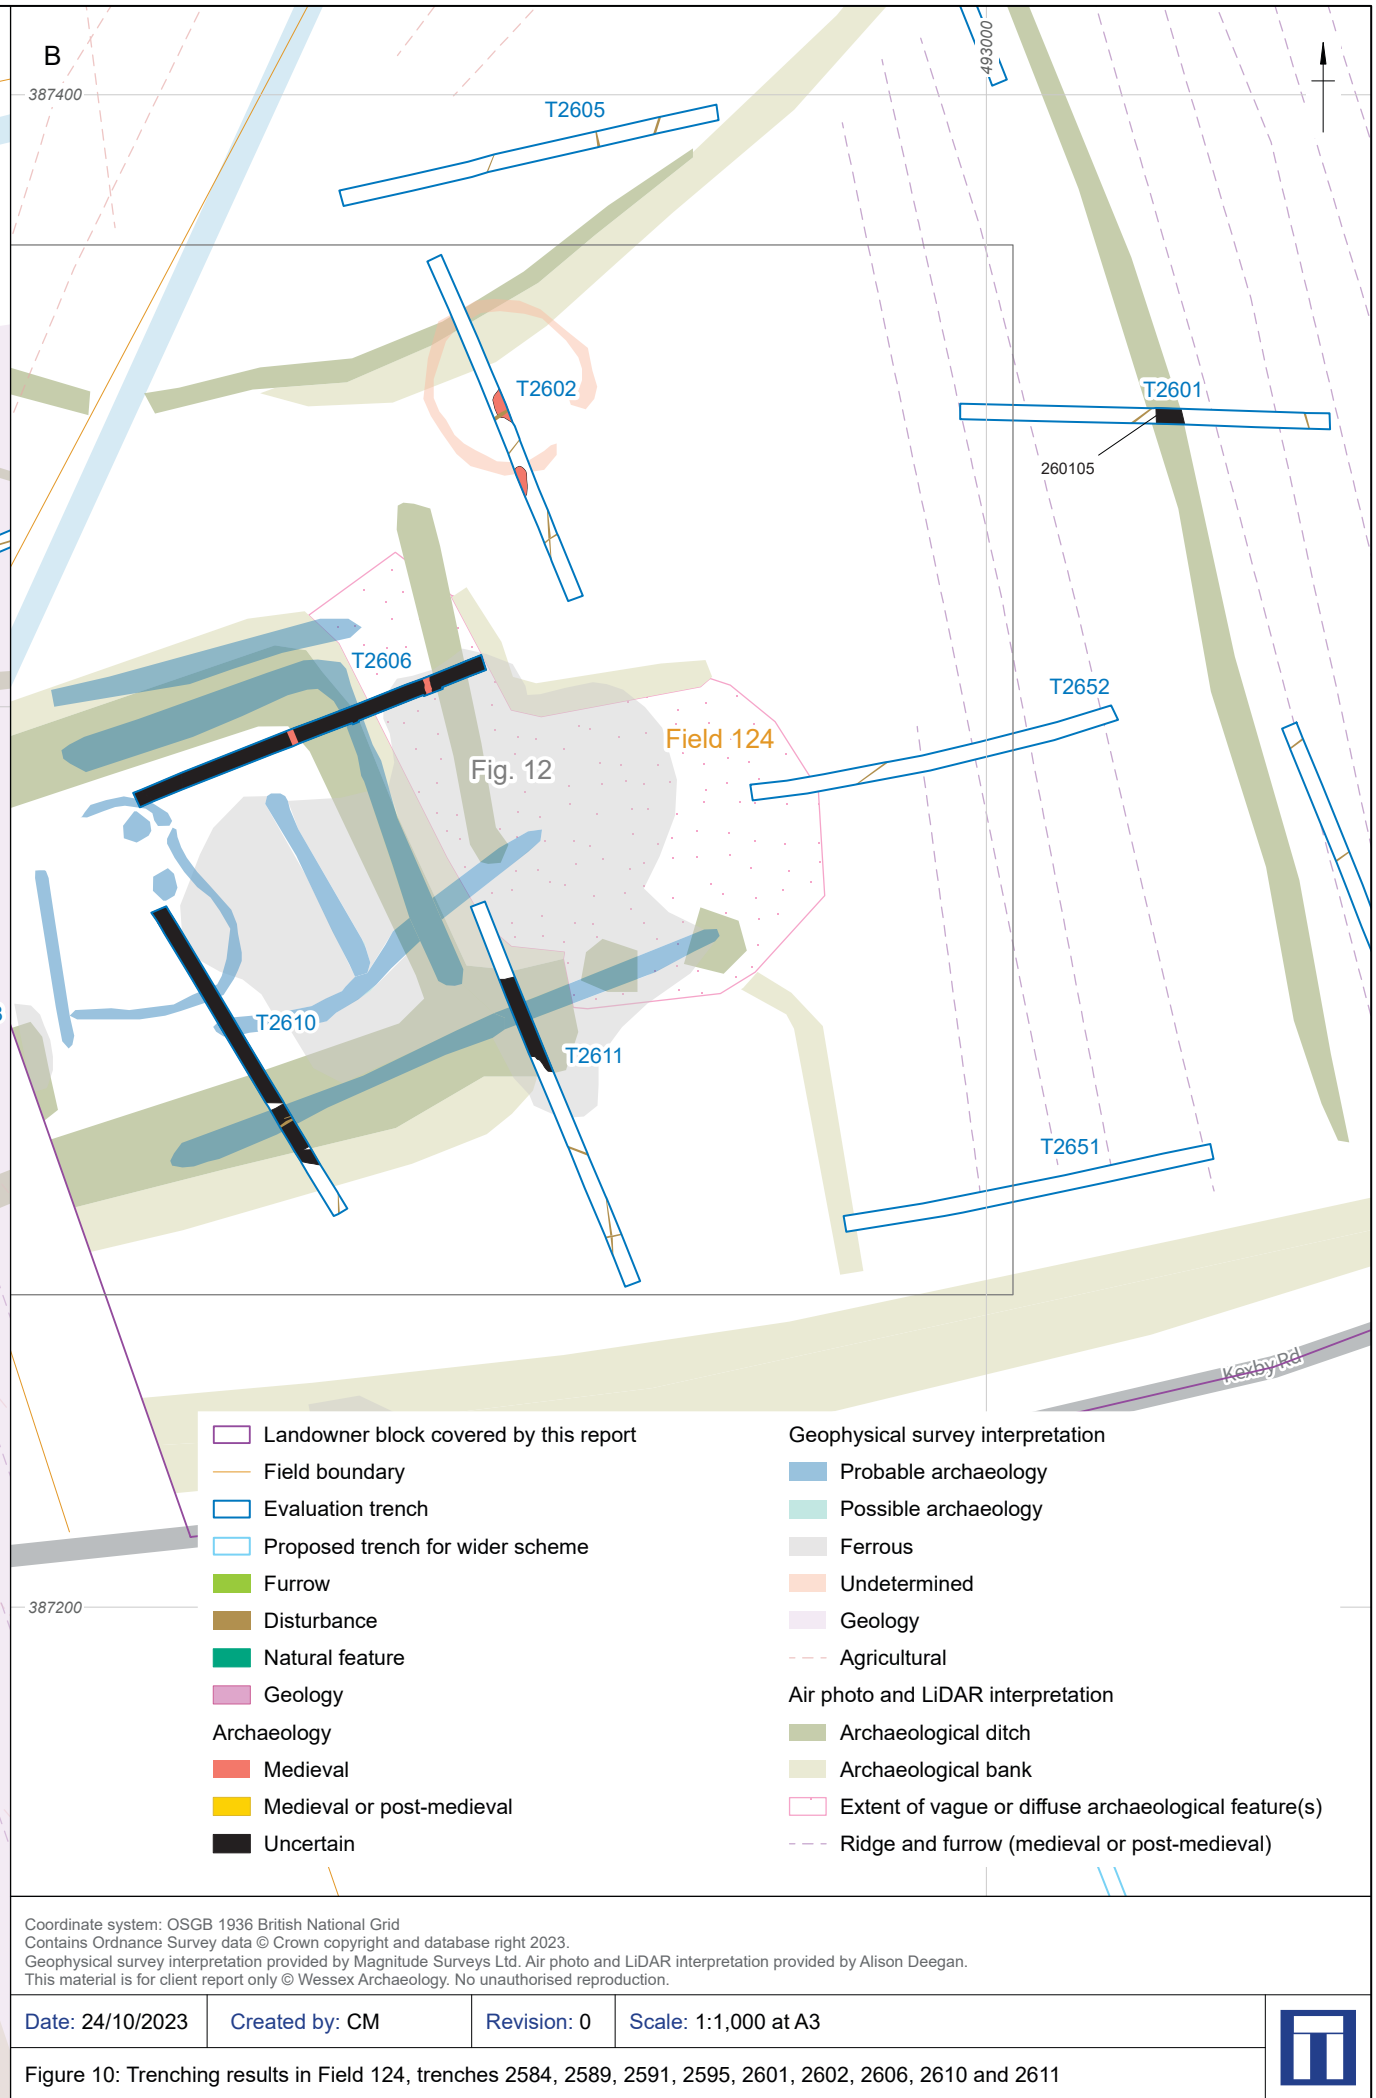 B
493000
387400
T2605
T2602
T2601
260105
T2606
T2652
Field 124
Fig. 12
T2610
T2611
T2651
Kexby Rd
Landowner block covered by this report
Field boundary
Evaluation trench
Proposed trench for wider scheme
Furrow
Disturbance
387200
Natural feature
Geology
Archaeology
Medieval
Medieval or post-medieval
Uncertain
Geophysical survey interpretation
Probable archaeology
Possible archaeology
Ferrous
Undetermined
Geology
Agricultural
Air photo and LiDAR interpretation
Archaeological ditch
Archaeological bank
Extent of vague or diffuse archaeological feature(s)
Ridge and furrow (medieval or post-medieval)
Coordinate system: OSGB 1936 British National Grid
Contains Ordnance Survey data © Crown copyright and database right 2023.
Geophysical survey interpretation provided by Magnitude Surveys Ltd. Air photo and LiDAR interpretation provided by Alison Deegan.
This material is for client report only © Wessex Archaeology. No unauthorised reproduction.
Date: 24/10/2023 Created by: CM Revision: 0 Scale: 1:1,000 at A3
Figure 10: Trenching results in Field 124, trenches 2584, 2589, 2591, 2595, 2601, 2602, 2606, 2610 and 2611